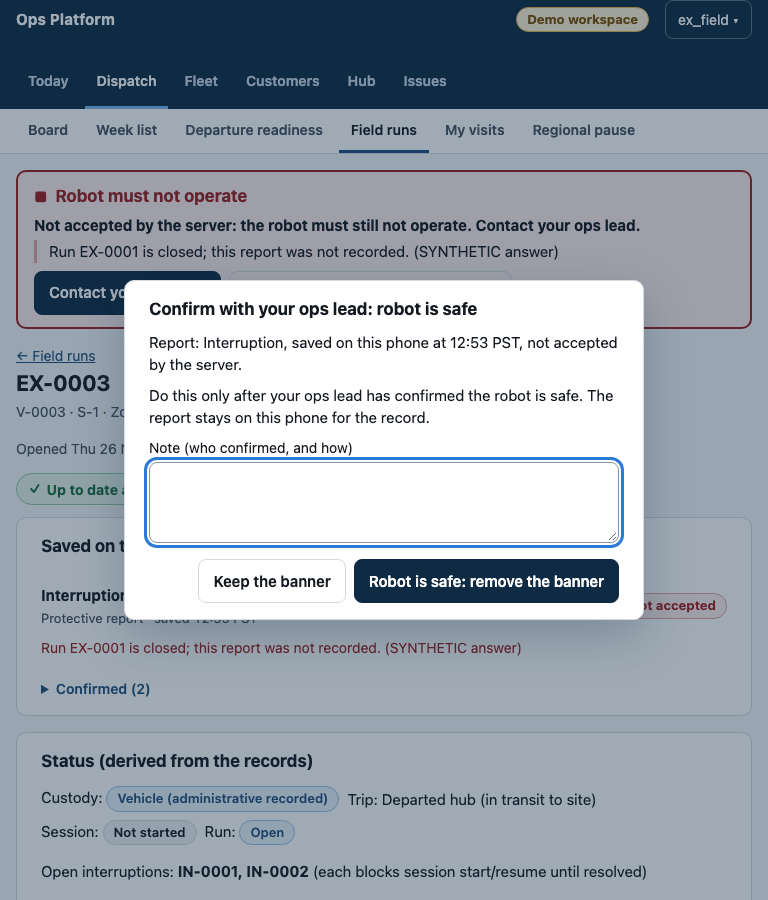 Ops Platform
Demo workspace
ex_field ▾
Today Dispatch Fleet Customers Hub Issues
Board Week list Departure readiness Field runs My visits Regional pause
Robot must not operate
Not accepted by the server: the robot must still not operate. Contact your ops lead.
Run EX-0001 is closed; this report was not recorded. (SYNTHETIC answer)
Contact
Confirm with your ops lead: robot is safe
Report: Interruption, saved on this phone at 12:53 PST, not accepted
by the server.
Do this only after your ops lead has confirmed the robot is safe. The
report stays on this phone for the record.
Note (who confirmed, and how)
Keep the banner
Robot is safe: remove the banner
← Field runs
EX-0003
V-0003 · S-1 ·
Opened Thu 26
✓ Up to date
Saved on
Interruption
accepted
Protective report
Run EX-0001 is closed; this report was not recorded. (SYNTHETIC answer)
▶ Confirmed (2)
Status (derived from the records)
Custody: Vehicle (administrative recorded) Trip: Departed hub (in transit to site)
Session: Not started Run: Open
Open interruptions: IN-0001, IN-0002 (each blocks session start/resume until resolved)